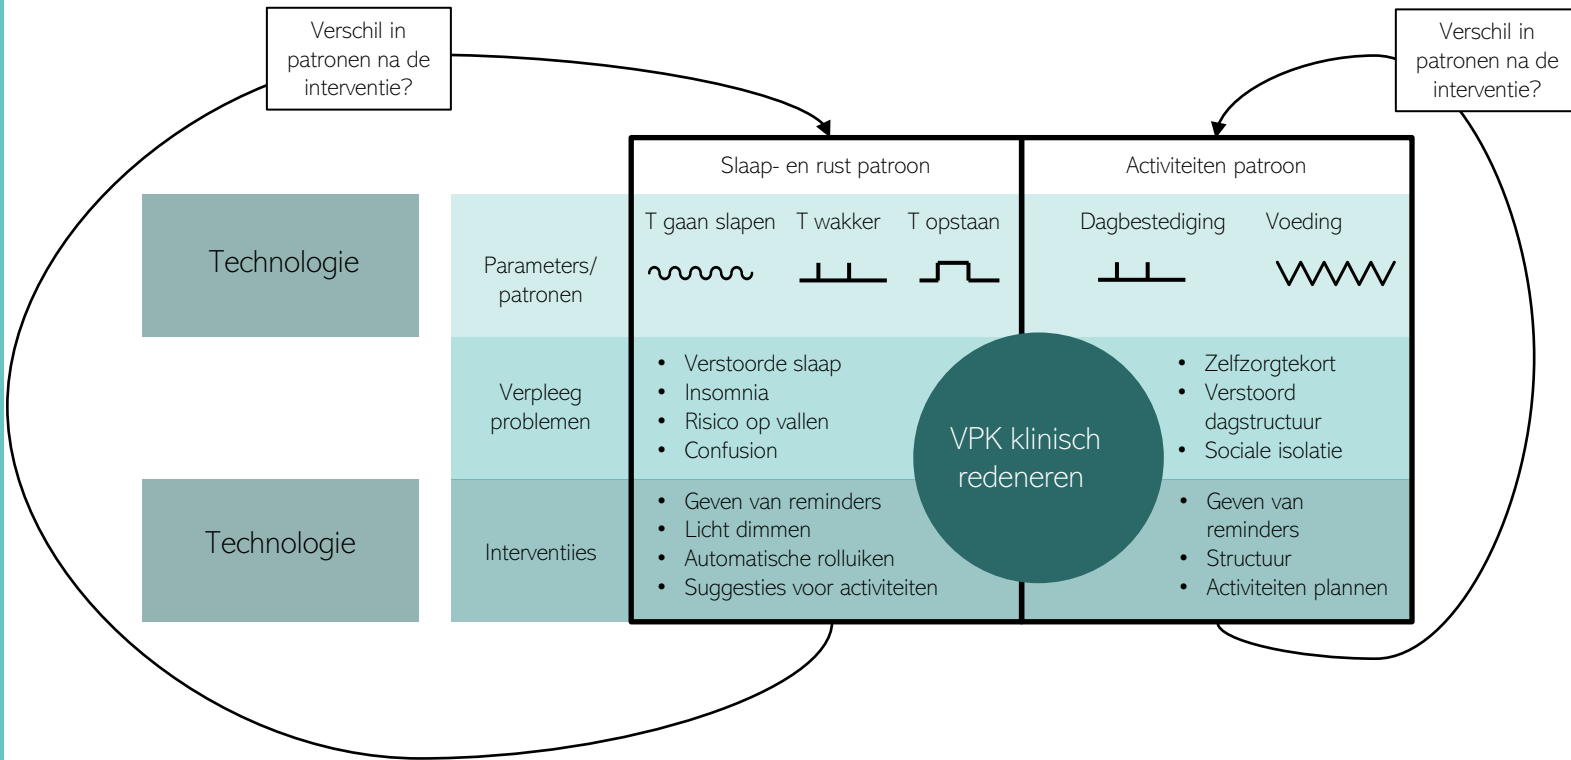 Verschil in
patronen na de
interventie?
Verschil in
patronen na de
interventie?
Slaap- en rust patroon
Activiteiten patroon
Technologie
Parameters/
patronen
T gaan slapen
T wakker
T opstaan
Dagbestediging
Voeding
Verpleeg
problemen
• Verstoorde slaap
• Insomnia
• Risico op vallen
• Confusion
VPK klinisch
redeneren
• Zelfzorgtekort
• Verstoord
dagstructuur
• Sociale isolatie
Technologie
Interventiies
• Geven van reminders
• Licht dimmen
• Automatische rolluiken
• Suggesties voor activiteiten
• Geven van
reminders
• Structuur
• Activiteiten plannen